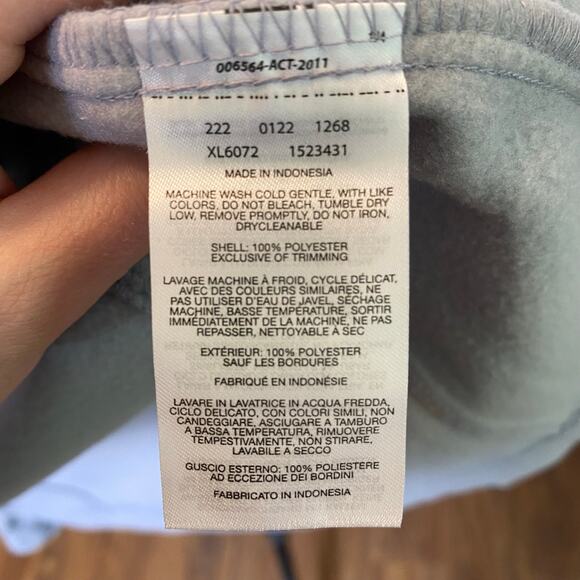 006564-ACT-2011
222 0122 1268
XL6072 1523431
MADE IN INDONESIA
MACHINE WASH COLD GENTLE, WITH LIKE
COLORS, DO NOT BLEACH, TUMBLE DRY
LOW, REMOVE PROMPTLY, DO NOT IRON,
DRYCLEANABLE
SHELL: 100% POLYESTER
EXCLUSIVE OF TRIMMING
LAVAGE MACHINE À FROID, CYCLE DÉLICAT,
AVEC DES COULEURS SIMILAIRES, NE
PAS UTILISER D'EAU DE JAVEL, SÉCHAGE
MACHINE, BASSE TEMPÉRATURE, SORTIR
IMMÉDIATEMENT DE LA MACHINE, NE PAS
REPASSER, NETTOYABLE À SEC
EXTÉRIEUR: 100% POLYESTER
SAUF LES BORDURES
FABRIQUÉ EN INDONÉSIE
LAVARE IN LAVATRICE IN ACQUA FREDDA,
CICLO DELICATO, CON COLORI SIMILI, NON
CANDEGGIARE, ASCIUGARE A TAMBURO
A BASSA TEMPERATURA, RIMUOVERE
TEMPESTIVAMENTE, NON STIRARE,
LAVABILE A SECCO
GUSCIO ESTERNO: 100% POLIESTERE
AD ECCEZIONE DEI BORDINI
FABBRICATO IN INDONESIA